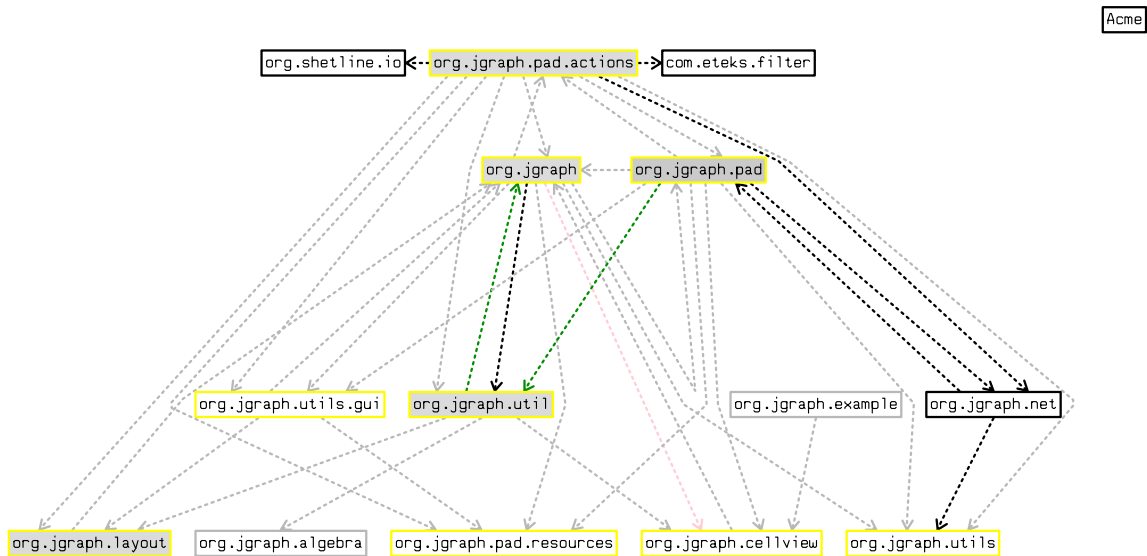 Acme
org.shetline.io
org.jgraph.pad.actions
com.eteks.filter
org.jgraph
org.jgraph.pad
org.jgraph.utils.gui
org.jgraph.util
org.jgraph.example
org.jgraph.net
org.jgraph.layout
org.jgraph.algebra
org.jgraph.pad.resources
org.jgraph.cellview
org.jgraph.utils